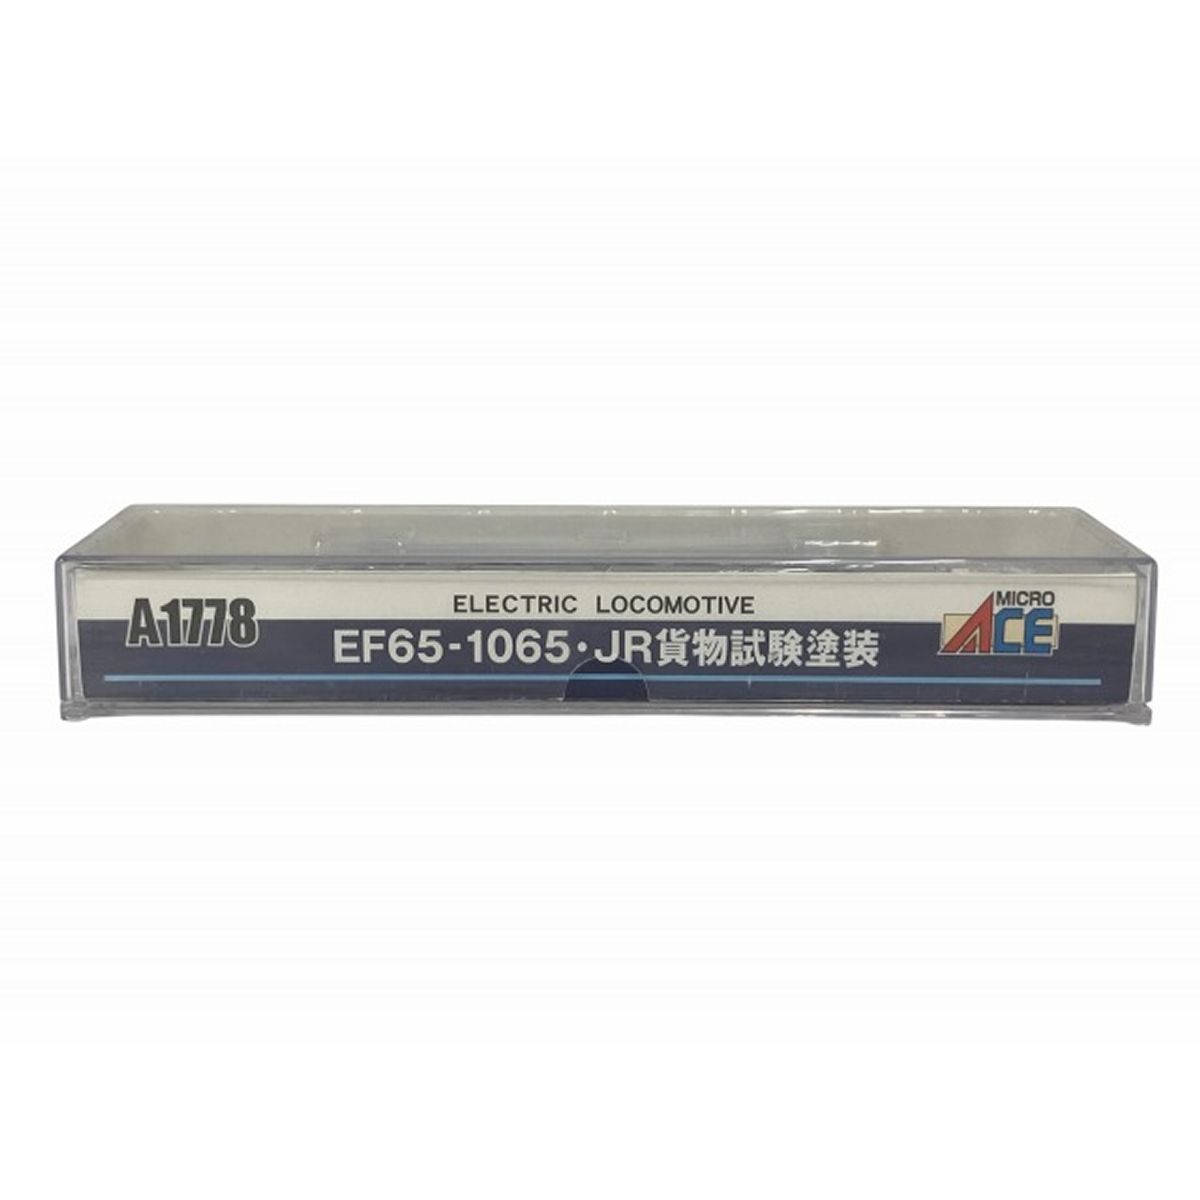 A1778
ELECTRIC LOCOMOTIVE
EF65-1065・JR貨物試験塗装
MICRO
ACE